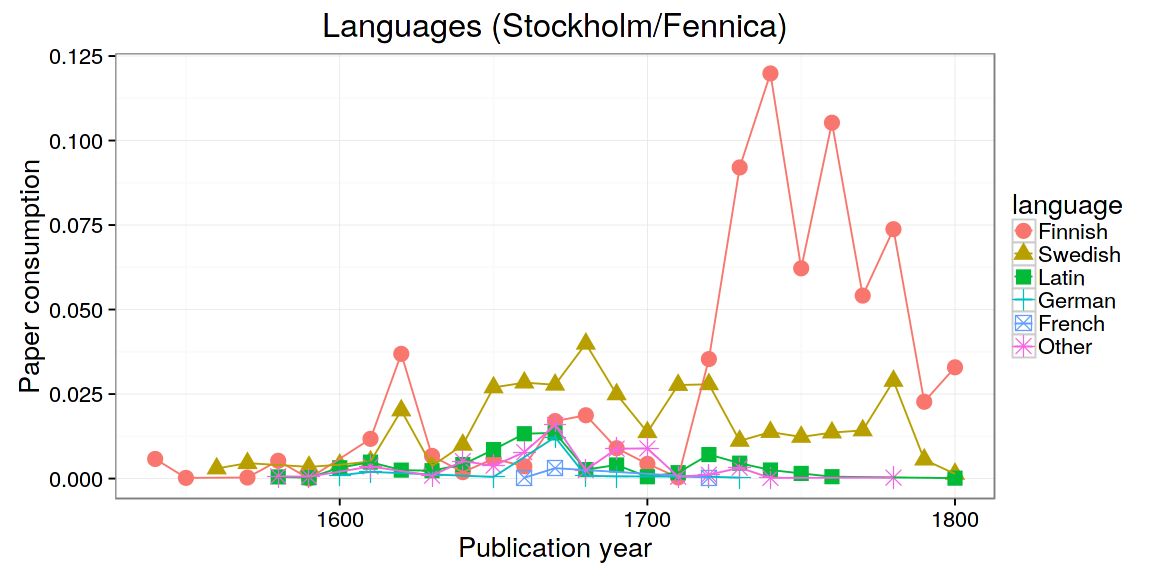 Languages (Stockholm/Fennica)
0.125
0.100
0.075
0.050
0.025
0.000
Paper consumption
1600
1700
1800
Publication year
language
Finnish
Swedish
Latin
German
French
Other